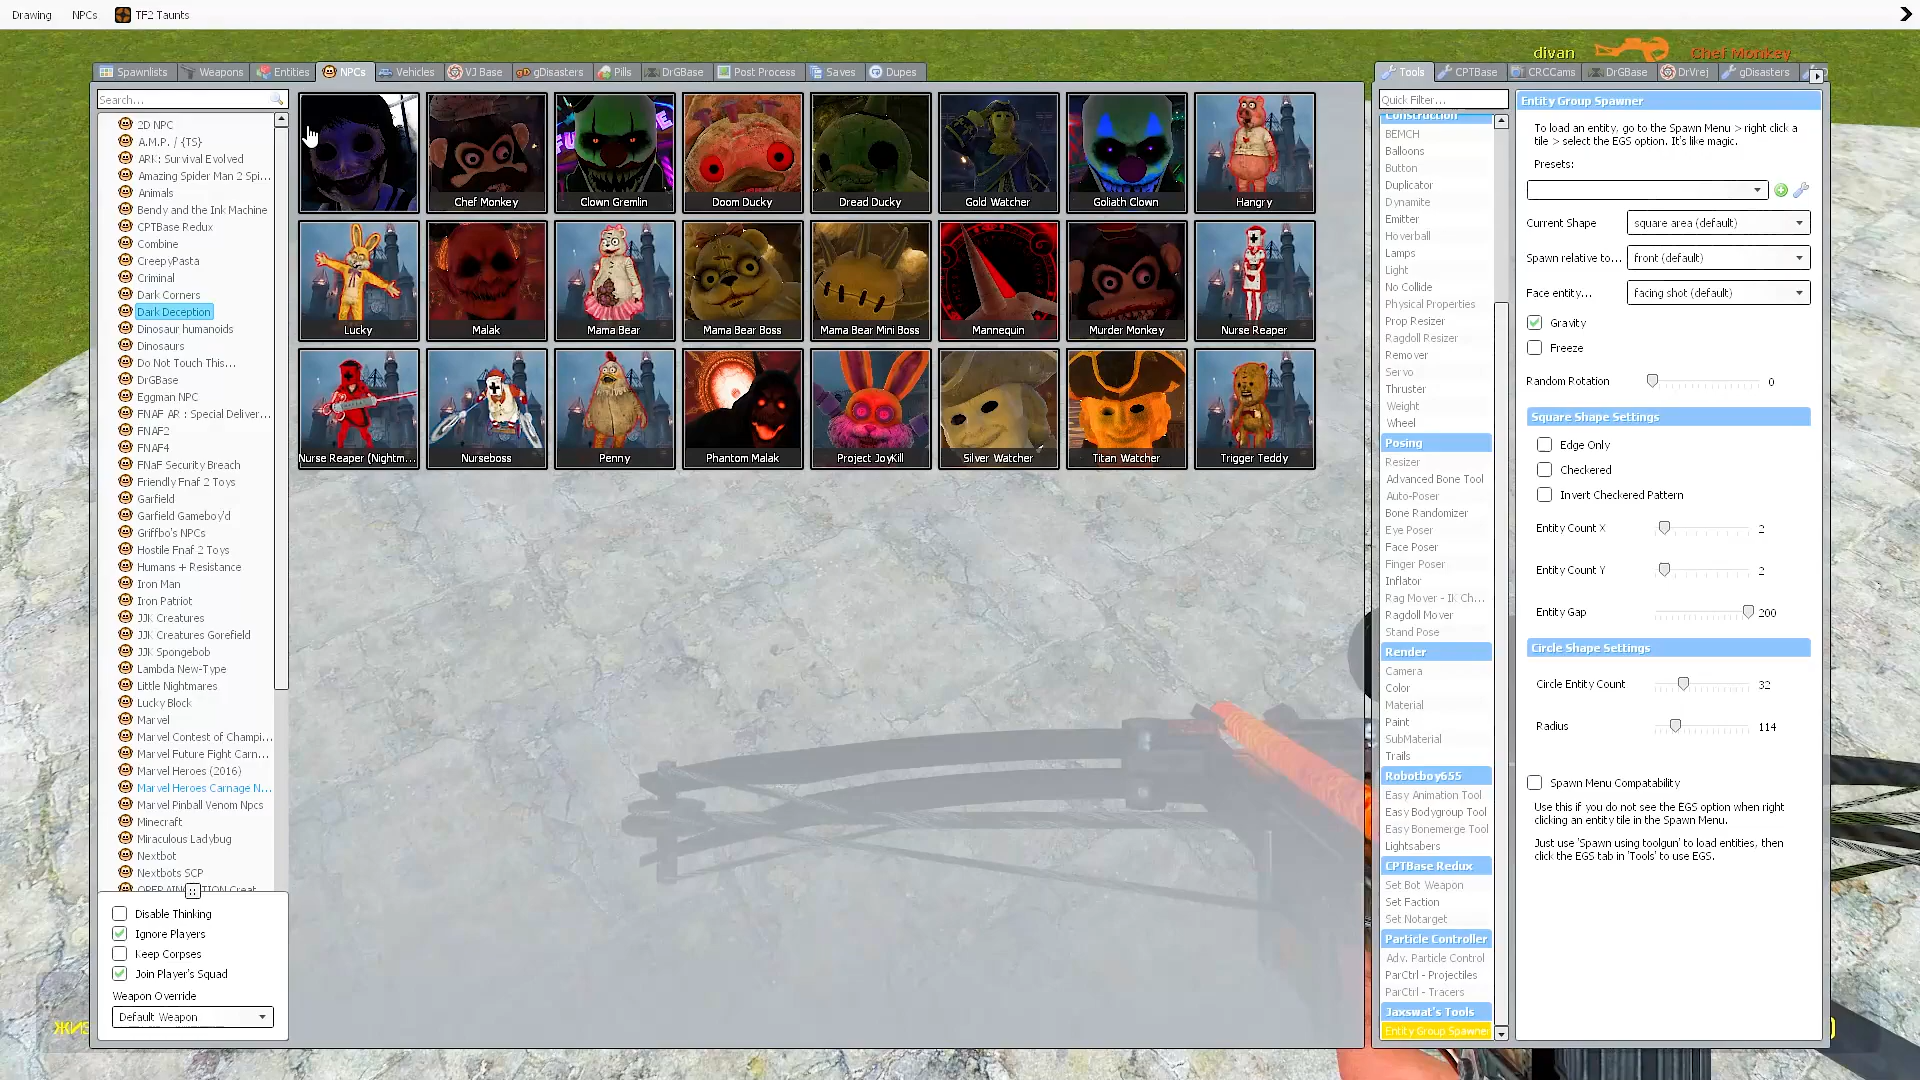 Drawing NPCs TF2 Taunts
divan Chef Monkey
Spawnlists Weapons Entities NPCs Vehicles VJ Base gDisasters Pills DrGBase Post Process Saves Dupes
Tools CPTBase CRCCams DrGBase DrVrej gDisasters
Search...
2D NPC
A.M.P. / {TS}
ARK: Survival Evolved
Amazing Spider Man 2 Spi...
Animals
Bendy and the Ink Machine
CPTBase Redux
Combine
CreepyPasta
Criminal
Dark Corners
Dark Deception
Dinosaur humanoids
Dinosaurs
Do Not Touch This...
DrGBase
Eggman NPC
FNAF AR : Special Deliver...
FNAF2
FNAF4
FNaF Security Breach
Friendly Fnaf 2 Toys
Garfield
Garfield Gameboy'd
Griffbo's NPCs
Hostile Fnaf 2 Toys
Humans + Resistance
Iron Man
Iron Patriot
JJK Creatures
JJK Creatures Gorefield
JJK Spongebob
Lambda New-Type
Little Nightmares
Lucky Block
Marvel
Marvel Contest of Champi...
Marvel Future Fight Carn...
Marvel Heroes (2016)
Marvel Heroes Carnage N...
Marvel Pinball Venom Npcs
Minecraft
Miraculous Ladybug
Nextbot
Nextbots SCP
Disable Thinking
Ignore Players
Keep Corpses
Join Player's Squad
Weapon Override
Default Weapon
Chef Monkey Clown Gremlin Doom Ducky Dread Ducky Gold Watcher Goliath Clown Hangry
Lucky Malak Mama Bear Mama Bear Boss Mama Bear Mini Boss Mannequin Murder Monkey Nurse Reaper
Nurse Reaper (Nightm... Nurseboss Penny Phantom Malak Project JoyKill Silver Watcher Titan Watcher Trigger Teddy
Quick Filter...
Construction
BEMCH
Balloons
Button
Duplicator
Dynamite
Emitter
Hoverball
Lamps
Light
No Collide
Physical Properties
Prop Resizer
Ragdoll Resizer
Remover
Servo
Thruster
Weight
Wheel
Posing
Resizer
Advanced Bone Tool
Auto-Poser
Bone Randomizer
Eye Poser
Face Poser
Finger Poser
Inflator
Rag Mover - IK Ch...
Ragdoll Mover
Stand Pose
Render
Camera
Color
Material
Paint
SubMaterial
Trails
Robotboy655
Easy Animation Tool
Easy Bodygroup Tool
Easy Bonemerge Tool
Lightsabers
CPTBase Redux
Set Bot Weapon
Set Faction
Set Notarget
Particle Controller
Adv. Particle Control
ParCtrl - Projectiles
ParCtrl - Tracers
Jaxswat's Tools
Entity Group Spawner
Entity Group Spawner
To load an entity, go to the Spawn Menu > right click a
tile > select the EGS option. It's like magic.
Presets:
Current Shape square area (default)
Spawn relative to... front (default)
Face entity... facing shot (default)
Gravity
Freeze
Random Rotation 0
Square Shape Settings
Edge Only
Checkered
Invert Checkered Pattern
Entity Count X 2
Entity Count Y 2
Entity Gap 200
Circle Shape Settings
Circle Entity Count 32
Radius 114
Spawn Menu Compatability
Use this if you do not see the EGS option when right
clicking an entity tile in the Spawn Menu.
Just use 'Spawn using toolgun' to load entities, then
click the EGS tab in 'Tools' to use EGS.